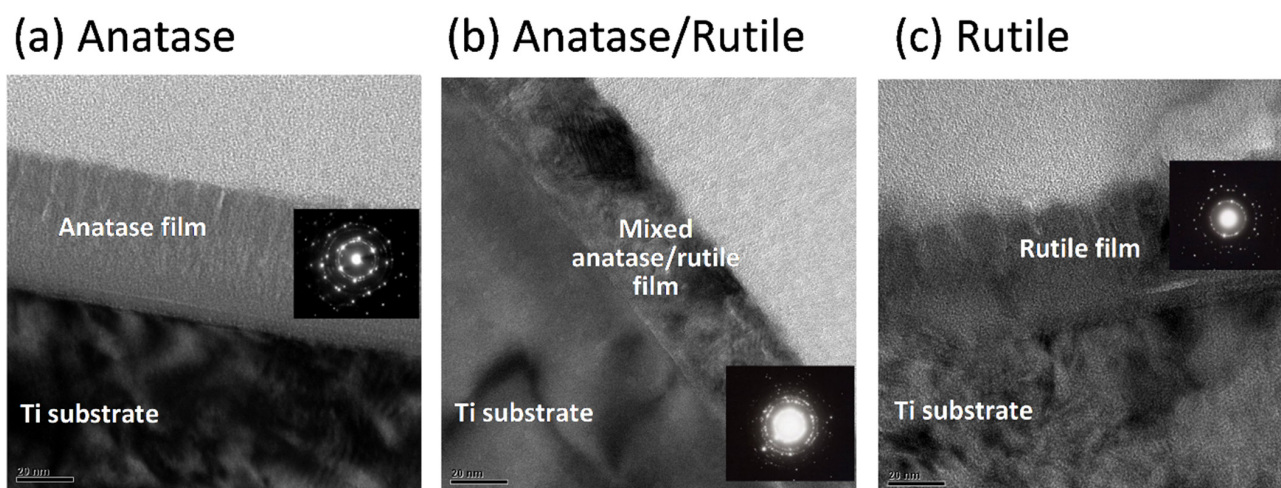 (a) Anatase
(b) Anatase/Rutile
(c) Rutile
Anatase film
Ti substrate
20 nm
Mixed
anatase/rutile
film
Ti substrate
20 nm
Rutile film
Ti substrate
20 nm